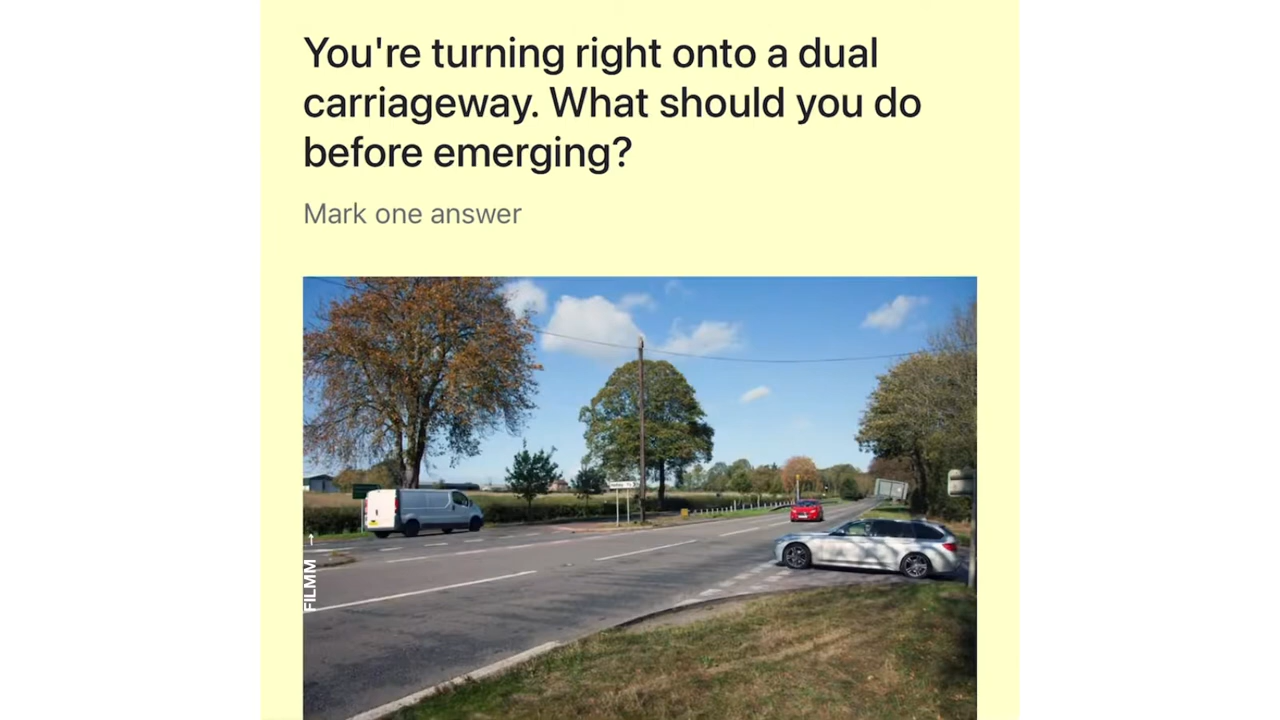 You're turning right onto a dual
carriageway. What should you do
before emerging?
Mark one answer
FILMM →